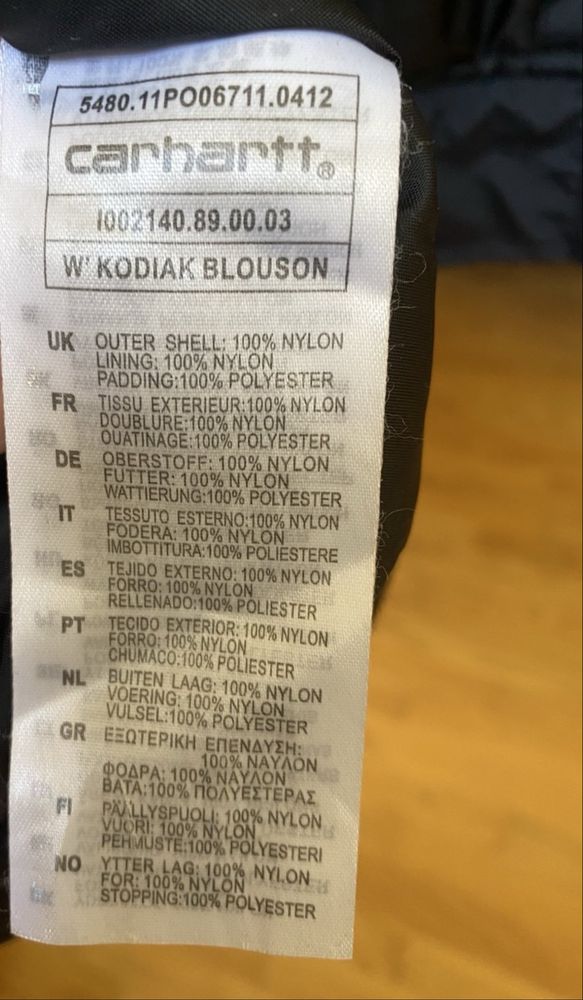 5480.11PO06711.0412
carhartt®
I002140.89.00.03
W' KODIAK BLOUSON
UK OUTER SHELL: 100% NYLON
LINING: 100% NYLON
PADDING:100% POLYESTER
FR TISSU EXTERIEUR:100% NYLON
DOUBLURE:100% NYLON
OUATINAGE:100% POLYESTER
DE OBERSTOFF: 100% NYLON
FUTTER: 100% NYLON
WATTIERUNG:100% POLYESTER
IT TESSUTO ESTERNO:100% NYLON
FODERA: 100% NYLON
IMBOTTITURA:100% POLIESTERE
ES TEJIDO EXTERNO: 100% NYLON
FORRO: 100% NYLON
RELLENADO:100% POLIESTER
PT TECIDO EXTERIOR: 100% NYLON
FORRO: 100% NYLON
CHUMACO:100% POLIESTER
NL BUITEN LAAG: 100% NYLON
VOERING: 100% NYLON
VULSEL:100% POLYESTER
GR ΕΞΩΤΕΡΙΚΗ ΕΠΕΝΔΥΣΗ:
100% ΝΑΥΛΟΝ
ΦΟΔΡΑ: 100% ΝΑΥΛΟΝ
ΒΑΤΑ:100% ΠΟΛΥΕΣΤΕΡΑΣ
FI PÄÄLLYSPUOLI: 100% NYLON
VUORI: 100% NYLON
PEHMUSTE:100% POLYESTERI
NO YTTER LAG: 100% NYLON
FOR: 100% NYLON
STOPPING:100% POLYESTER